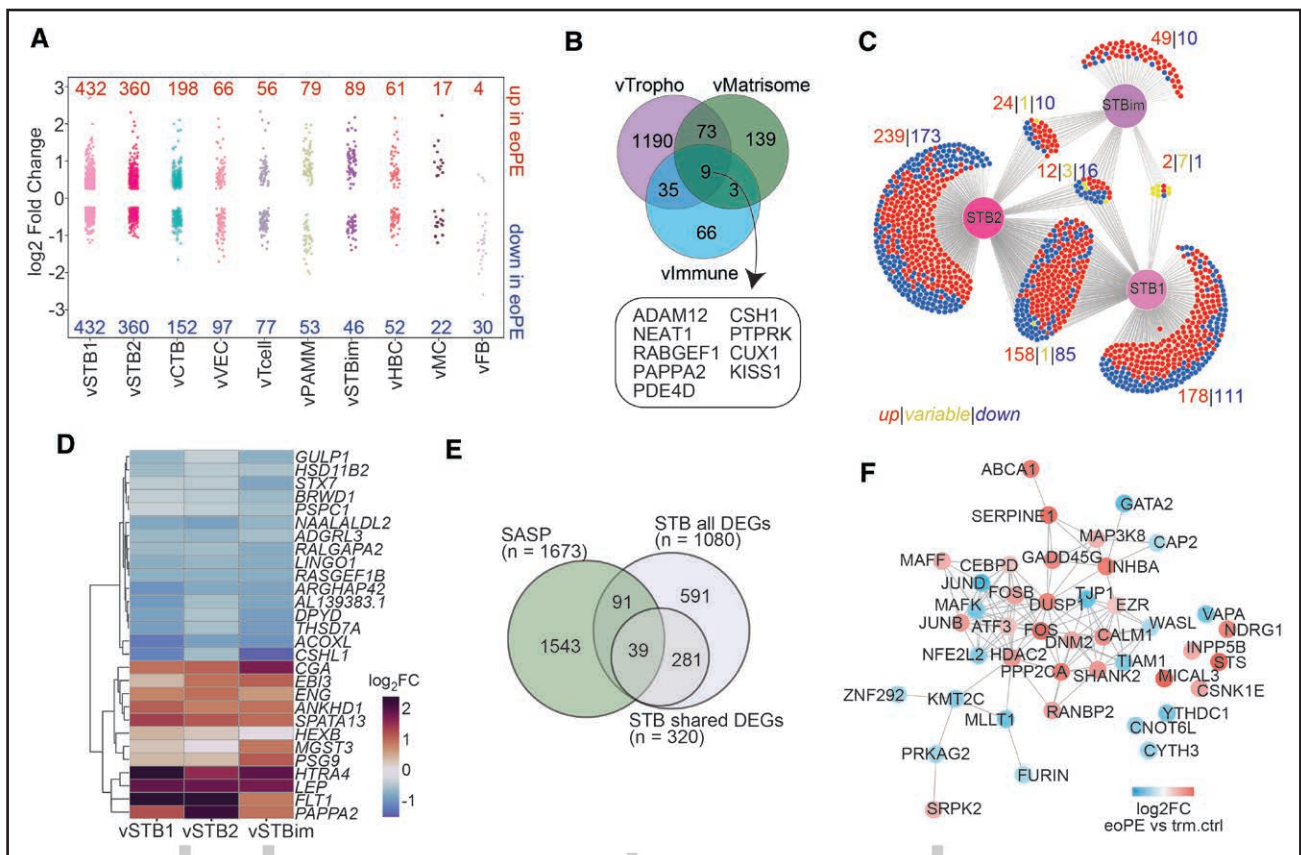 A
log2 Fold Change
3
2
1
0
-1
-2
-3
432 360 198 66 56 79 89 61 17 4
up in eoPE
down in eoPE
432 360 152 97 77 53 46 52 22 30
vSTB1
vSTB2
vCTB
vVEC
vTcell
vPAMM
vSTBim
vHBC
vMC
vFB
B
vTropho vMatrisome
1190 73 139
9
35 3
66
vImmune
ADAM12 CSH1
NEAT1 PTPRK
RABGEF1 CUX1
PAPPA2 KISS1
PDE4D
C
49|10
STBim
24|1|10
239|173
2|7|1
12|3|16
STB2
STB1
158|1|85
178|111
up|variable|down
D
GULP1
HSD11B2
STX7
BRWD1
PSPC1
NAALALDL2
ADGRL3
RALGAPA2
LINGO1
RASGEF1B
ARGHAP42
AL139383.1
DPYD
THSD7A
ACOXL
CSHL1
CGA
EBI3
ENG
ANKHD1
SPATA13
HEXB
MGST3
PSG9
HTRA4
LEP
FLT1
PAPPA2
vSTB1 vSTB2 vSTBim
log2FC
2
1
0
-1
E
SASP
(n = 1673)
STB all DEGs
(n = 1080)
91 591
1543 39 281
STB shared DEGs
(n = 320)
F
ABCA1
GATA2
SERPINE1
MAP3K8
CAP2
MAFF CEBPD GADD45G INHBA
JUND FOSB TJP1
MAFK DUSP1 EZR
VAPA
JUNB ATF3 FOS CALM1 WASL
NDRG1
DNM2
INPP5B
NFE2L2 HDAC2 TIAM1 STS
PPP2CA SHANK2 MICAL3
CSNK1E
ZNF292 KMT2C RANBP2 YTHDC1
MLLT1 CNOT6L
PRKAG2 CYTH3
FURIN
SRPK2
log2FC
eoPE vs trm.ctrl